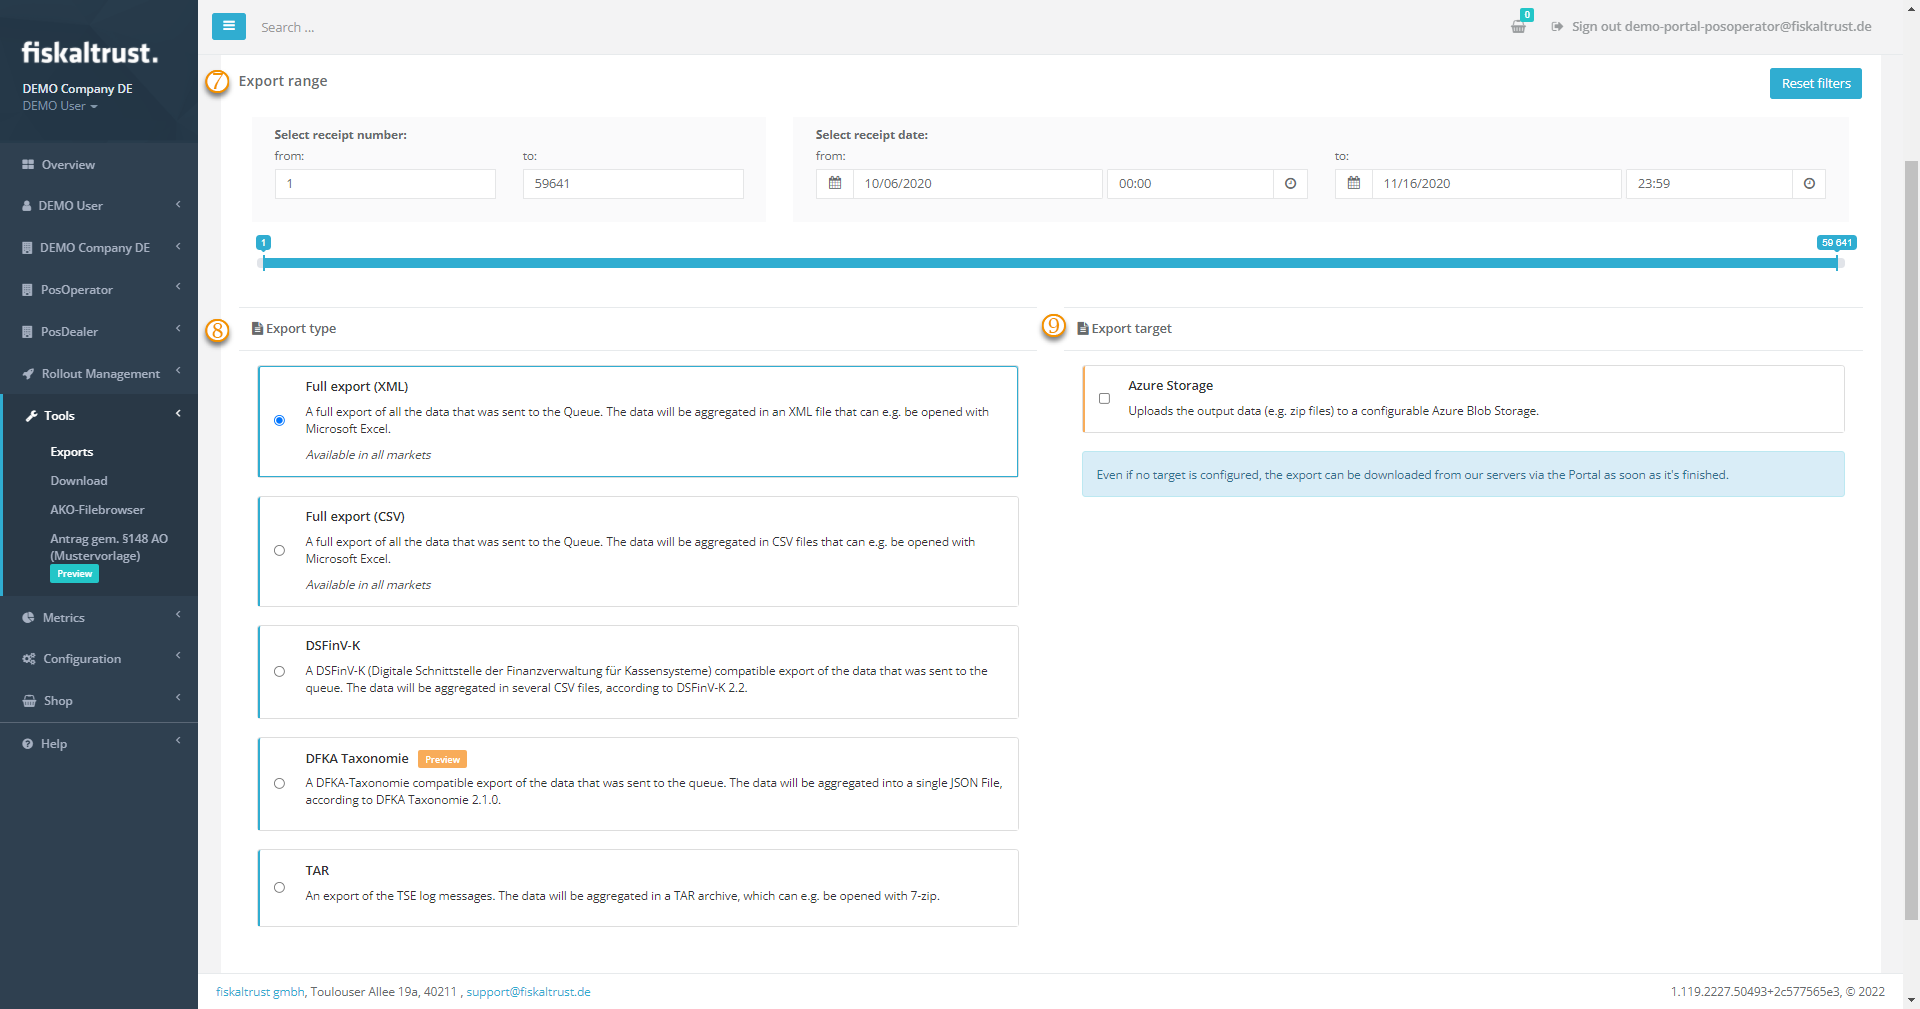 fiskaltrust.
DEMO Company DE
DEMO User
Overview
DEMO User
DEMO Company DE
PosOperator
PosDealer
Rollout Management
Tools
Exports
Download
AKO-Filebrowser
Antrag gem. §148 AO
(Mustervorlage)
Preview
Metrics
Configuration
Shop
Help
Search ...
0
Sign out demo-portal-posoperator@fiskaltrust.de
7
Export range
Reset filters
Select receipt number:
from:
to:
1
59641
Select receipt date:
from:
to:
10/06/2020
00:00
11/16/2020
23:59
1
59 641
8
Export type
Full export (XML)
A full export of all the data that was sent to the Queue. The data will be aggregated in an XML file that can e.g. be opened with
Microsoft Excel.
Available in all markets
Full export (CSV)
A full export of all the data that was sent to the Queue. The data will be aggregated in CSV files that can e.g. be opened with
Microsoft Excel.
Available in all markets
DSFinV-K
A DSFinV-K (Digitale Schnittstelle der Finanzverwaltung für Kassensysteme) compatible export of the data that was sent to the
queue. The data will be aggregated in several CSV files, according to DSFinV-K 2.2.
DFKA Taxonomie Preview
A DFKA-Taxonomie compatible export of the data that was sent to the queue. The data will be aggregated into a single JSON File,
according to DFKA Taxonomie 2.1.0.
TAR
An export of the TSE log messages. The data will be aggregated in a TAR archive, which can e.g. be opened with 7-zip.
9
Export target
Azure Storage
Uploads the output data (e.g. zip files) to a configurable Azure Blob Storage.
Even if no target is configured, the export can be downloaded from our servers via the Portal as soon as it's finished.
fiskaltrust gmbh, Toulouser Allee 19a, 40211 , support@fiskaltrust.de
1.119.2227.50493+2c577565e3, © 2022